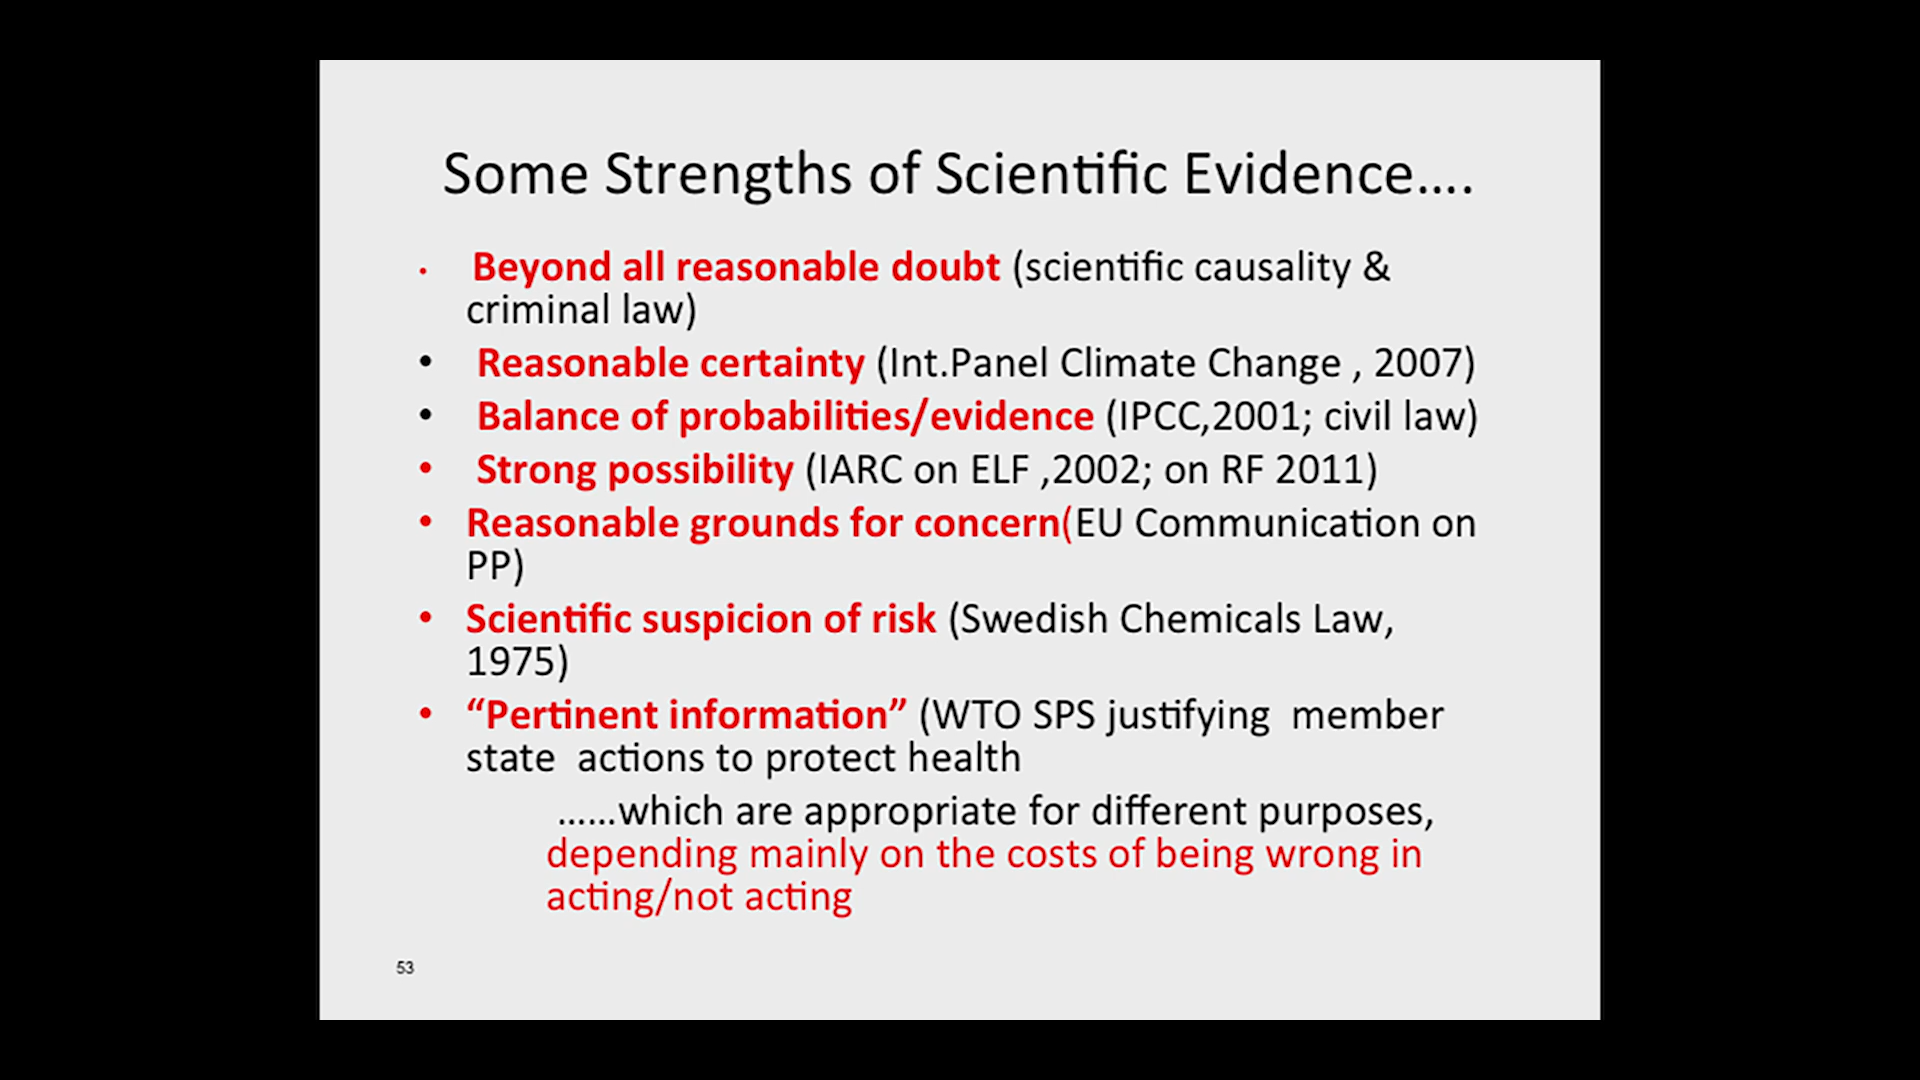 Some Strengths of Scientific Evidence....
• Beyond all reasonable doubt (scientific causality &
criminal law)
• Reasonable certainty (Int.Panel Climate Change , 2007)
• Balance of probabilities/evidence (IPCC,2001; civil law)
• Strong possibility (IARC on ELF ,2002; on RF 2011)
• Reasonable grounds for concern(EU Communication on
PP)
• Scientific suspicion of risk (Swedish Chemicals Law,
1975)
• “Pertinent information” (WTO SPS justifying  member
state  actions to protect health
......which are appropriate for different purposes,
depending mainly on the costs of being wrong in
acting/not acting
53